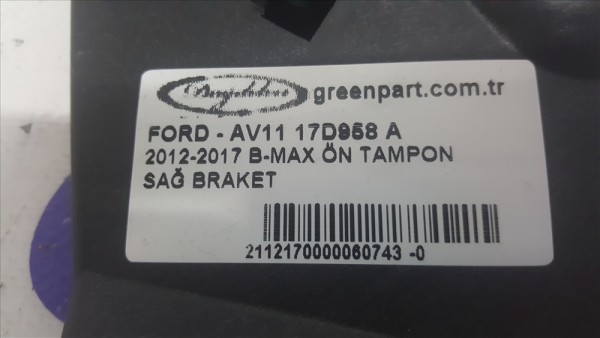 greenpart.com.tr
FORD - AV11 17D958 A
2012-2017 B-MAX ÖN TAMPON
SAĞ BRAKET
2112170000060743 -0